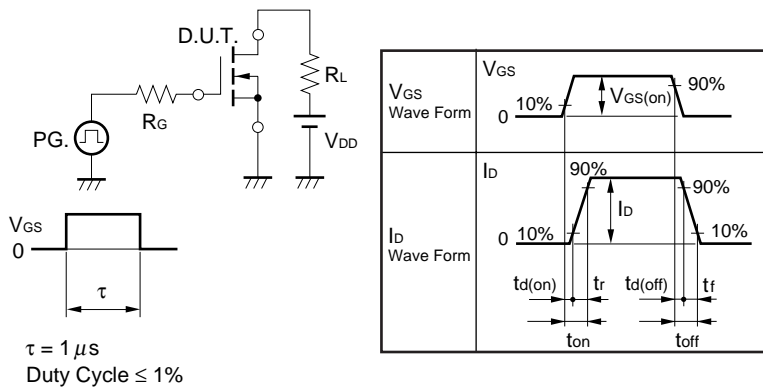 D.U.T.
RL
RG
PG.
VDD
VGS
0
τ
τ = 1 μs
Duty Cycle ≤ 1%
VGS
Wave Form
VGS
10%
0
VGS(on)
90%
ID
Wave Form
ID
90%
90%
ID
10%
0
10%
td(on) tr td(off) tf
ton toff